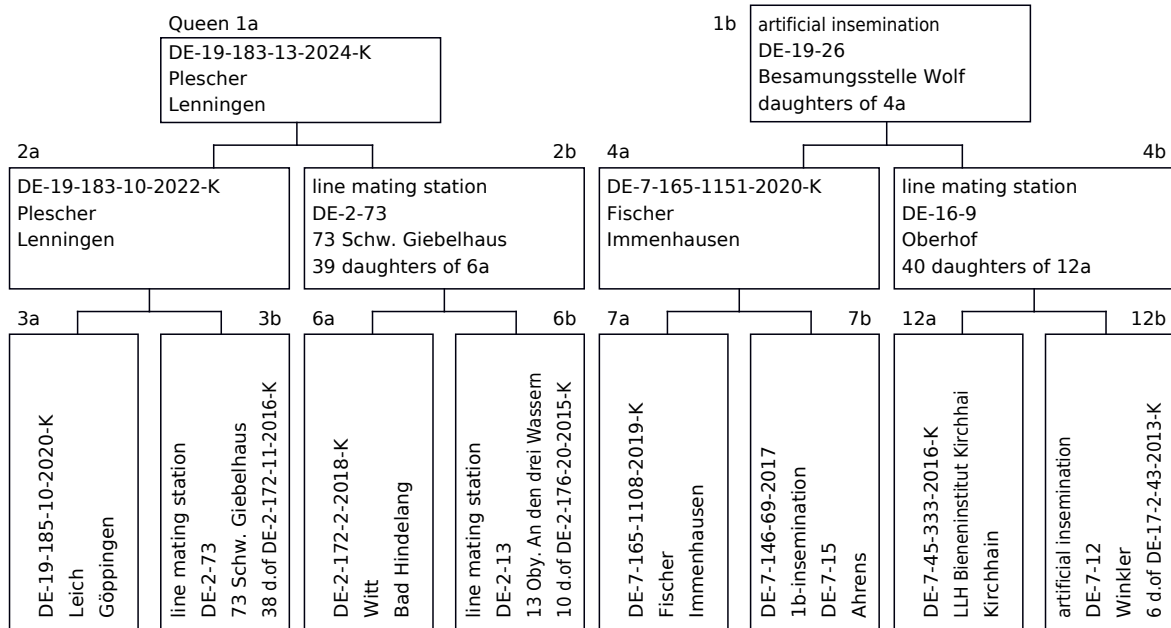 Queen 1a
DE-19-183-13-2024-K
Plescher
Lenningen
1b
artificial insemination
DE-19-26
Besamungsstelle Wolf
daughters of 4a
2a
DE-19-183-10-2022-K
Plescher
Lenningen
2b
line mating station
DE-2-73
73 Schw. Giebelhaus
39 daughters of 6a
4a
DE-7-165-1151-2020-K
Fischer
Immenhausen
4b
line mating station
DE-16-9
Oberhof
40 daughters of 12a
3a
DE-19-185-10-2020-K
Leich
Göppingen
3b
line mating station
DE-2-73
73 Schw. Giebelhaus
38 d.of DE-2-172-11-2016-K
6a
DE-2-172-2-2018-K
Witt
Bad Hindelang
6b
line mating station
DE-2-13
13 Oby. An den drei Wassern
10 d.of DE-2-176-20-2015-K
7a
DE-7-165-1108-2019-K
Fischer
Immenhausen
7b
DE-7-146-69-2017
1b-insemination
DE-7-15
Ahrens
12a
DE-7-45-333-2016-K
LLH Bieneninstitut Kirchhai
Kirchhain
12b
artificial insemination
DE-7-12
Winkler
6 d.of DE-17-2-43-2013-K